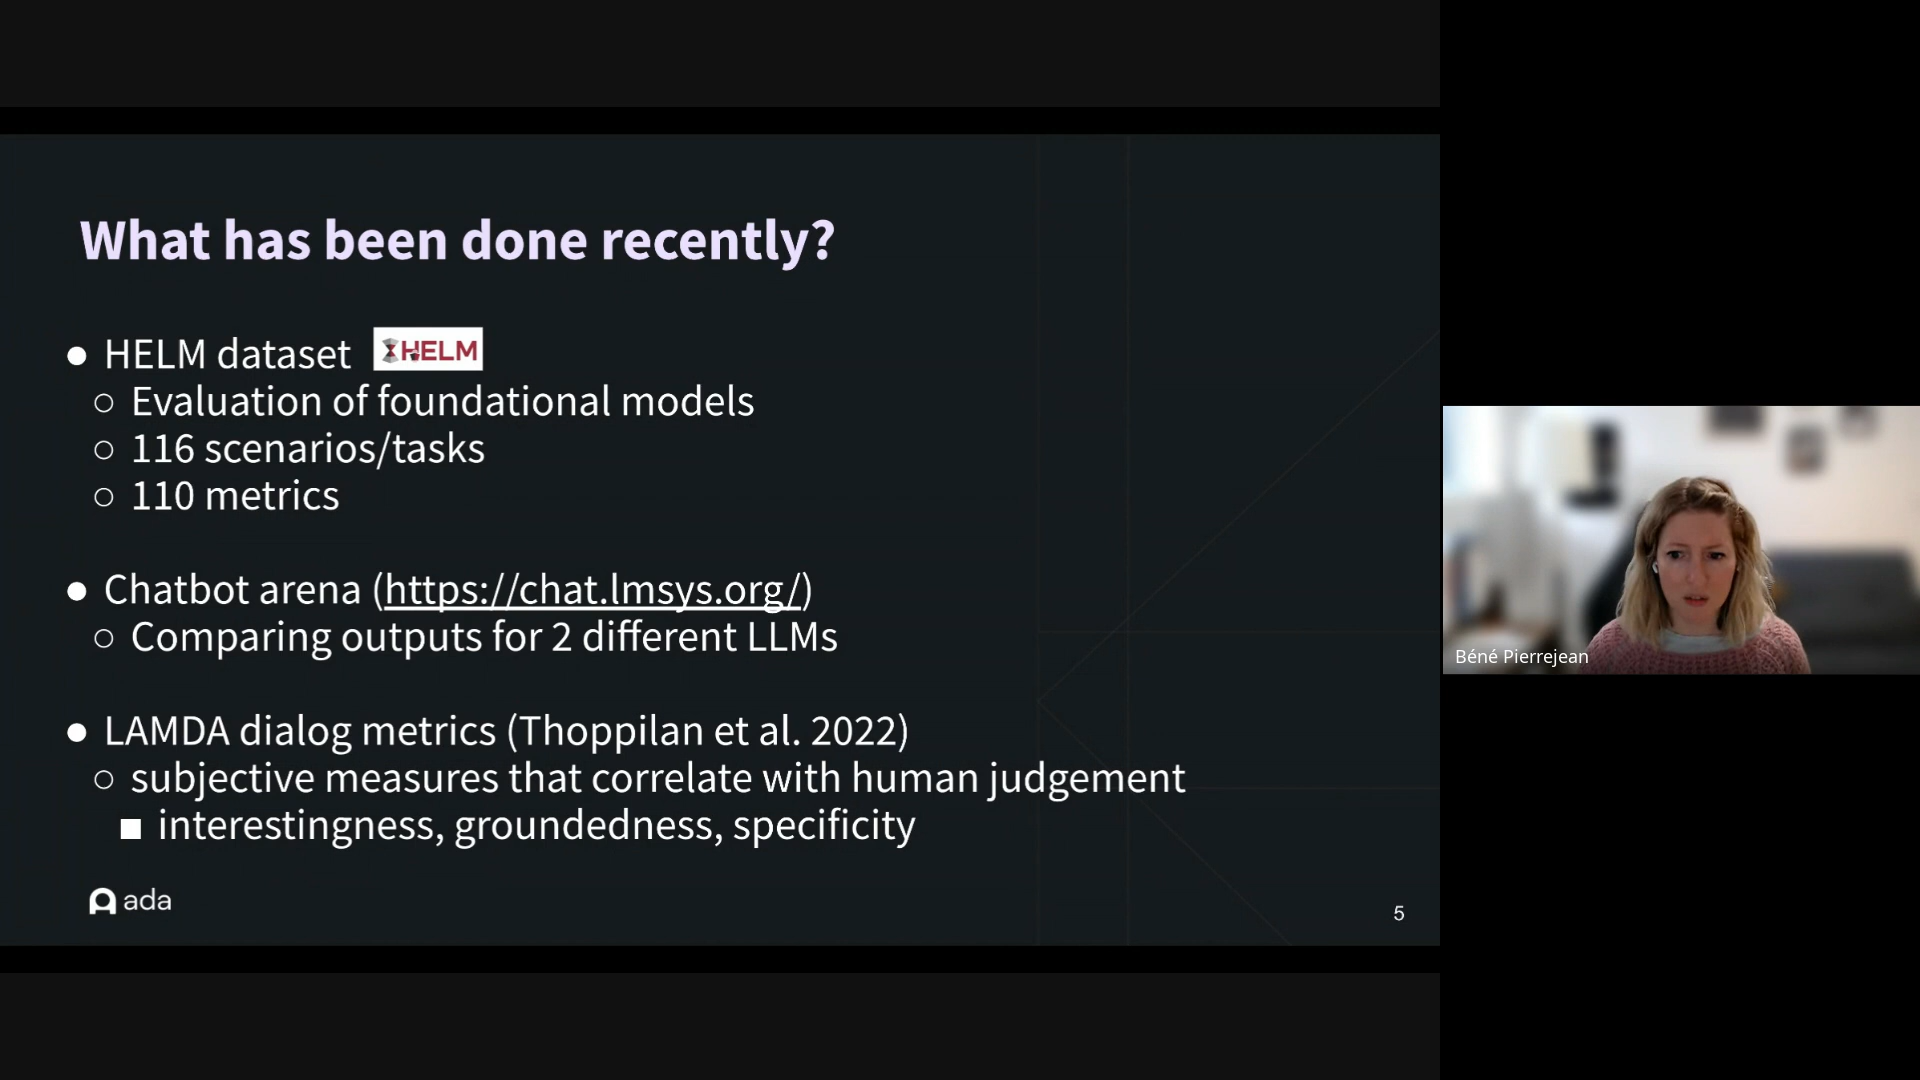 What has been done recently?
● HELM dataset HELM
○ Evaluation of foundational models
○ 116 scenarios/tasks
○ 110 metrics
● Chatbot arena (https://chat.lmsys.org/)
○ Comparing outputs for 2 different LLMs
● LAMDA dialog metrics (Thoppilan et al. 2022)
○ subjective measures that correlate with human judgement
■ interestingness, groundedness, specificity
ada
5
Béné Pierrejean